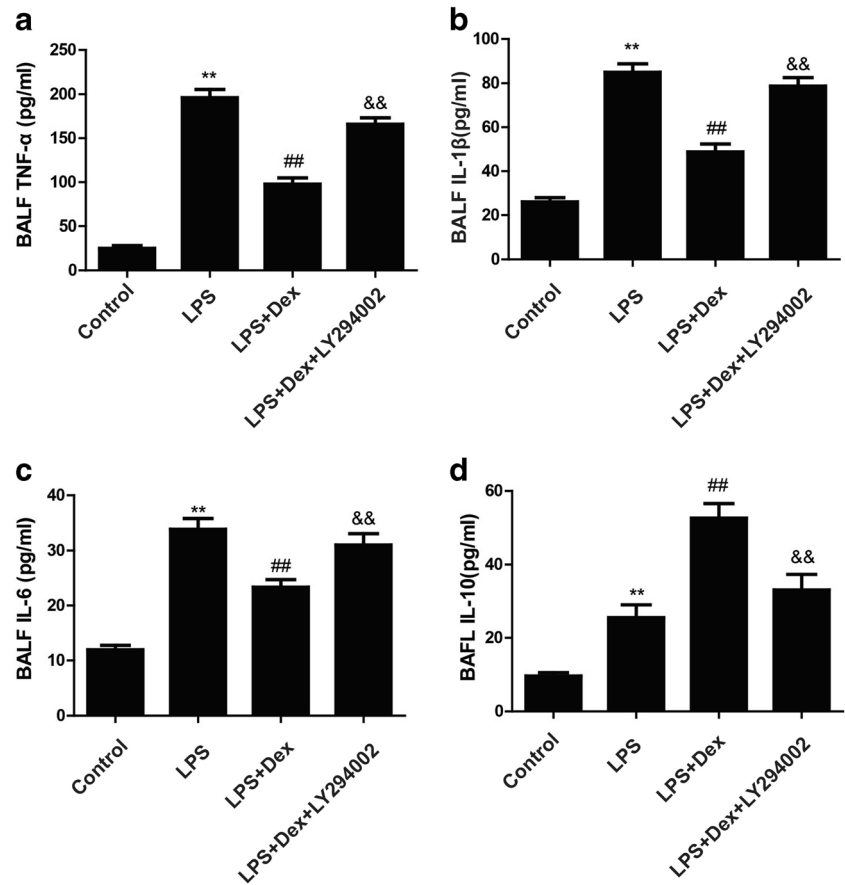 a
BALF TNF-α (pg/ml)
250
200
150
100
50
0
**
##
&&
Control
LPS
LPS+Dex
LPS+Dex+LY294002
b
BALF IL-1β(pg/ml)
100
80
60
40
20
0
**
##
&&
Control
LPS
LPS+Dex
LPS+Dex+LY294002
c
BALF IL-6 (pg/ml)
40
30
20
10
0
**
##
&&
Control
LPS
LPS+Dex
LPS+Dex+LY294002
d
BAFL IL-10(pg/ml)
60
40
20
0
**
##
&&
Control
LPS
LPS+Dex
LPS+Dex+LY294002